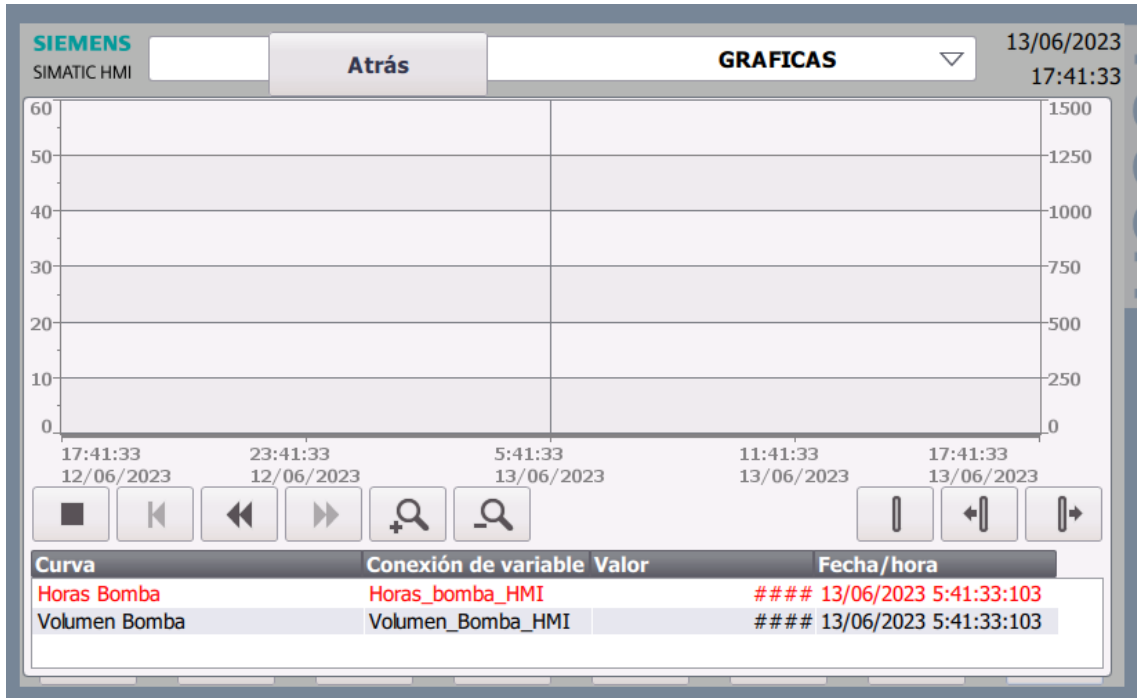 SIEMENS
SIMATIC HMI
Atrás
GRAFICAS
13/06/2023
17:41:33
60 1500
50 1250
40 1000
30 750
20 500
10 250
0 0
17:41:33 23:41:33 5:41:33 11:41:33 17:41:33
12/06/2023 12/06/2023 13/06/2023 13/06/2023 13/06/2023
Curva Conexión de variable Valor Fecha/hora
Horas Bomba Horas_bomba_HMI #### 13/06/2023 5:41:33:103
Volumen Bomba Volumen_Bomba_HMI #### 13/06/2023 5:41:33:103